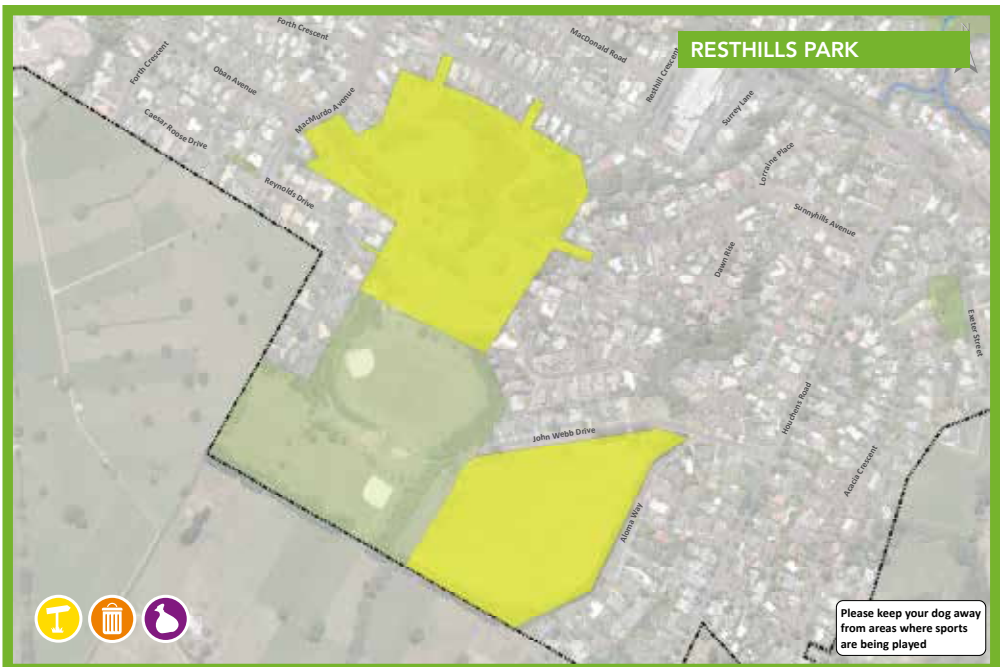 Forth Crescent
MacDonald Road
RESTHILLS PARK
N
Forth Crescent
Oban Avenue
Resthill Crescent
MacMurdo Avenue
Surrey Lane
Caesar Roose Drive
Lorraine Place
Reynolds Drive
Sunnyhills Avenue
Dawn Rise
Exeter Street
Houchens Road
John Webb Drive
Acacia Crescent
Aloma Way
Please keep your dog away
from areas where sports
are being played